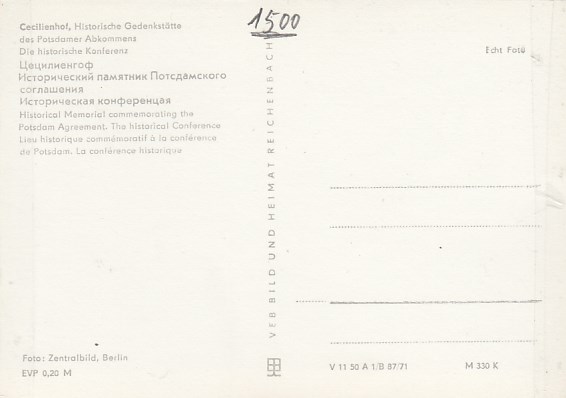 1500
Cecilienhof, Historische Gedenkstätte
des Potsdamer Abkommens
Die historische Konferenz
Цецилиенгоф
Исторический памятник Потсдамского
соглашения
Историческая конференцая
Historical Memorial commemorating the
Potsdam Agreement. The historical Conference
Lieu historique commémoratif à la conférence
de Potsdam. La conférence historique
Echt Foto
VEB BILD UND HEIMAT REICHENBACH
Foto: Zentralbild, Berlin
EVP 0,20 M
V 11 50 A 1/B 87/71
M 330 K